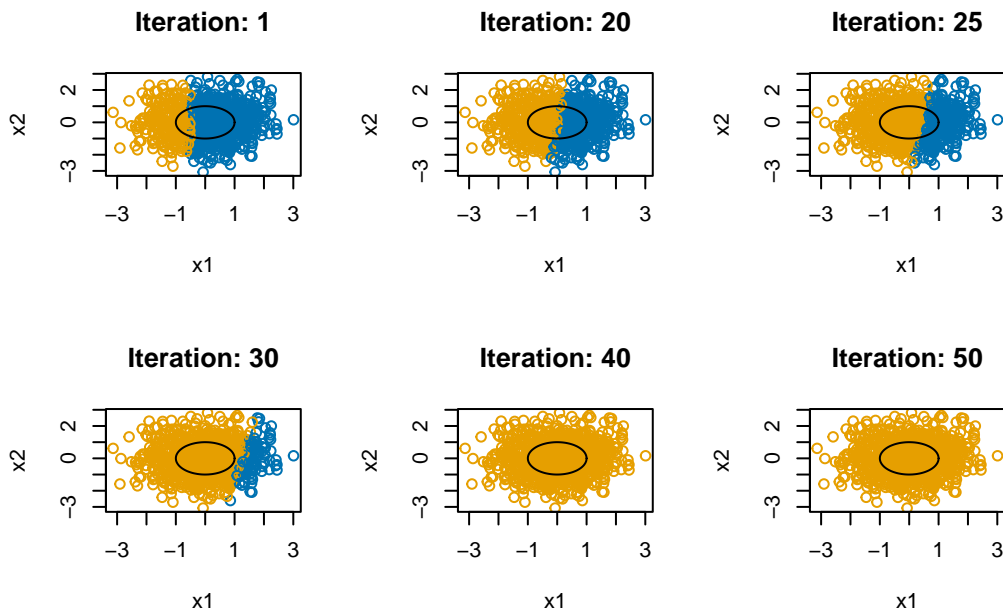 Iteration: 1
x2
2
0
−3
−3
−1
1
3
x1
Iteration: 20
x2
2
0
−3
−3
−1
1
3
x1
Iteration: 25
x2
2
0
−3
−3
−1
1
3
x1
Iteration: 30
x2
2
0
−3
−3
−1
1
3
x1
Iteration: 40
x2
2
0
−3
−3
−1
1
3
x1
Iteration: 50
x2
2
0
−3
−3
−1
1
3
x1